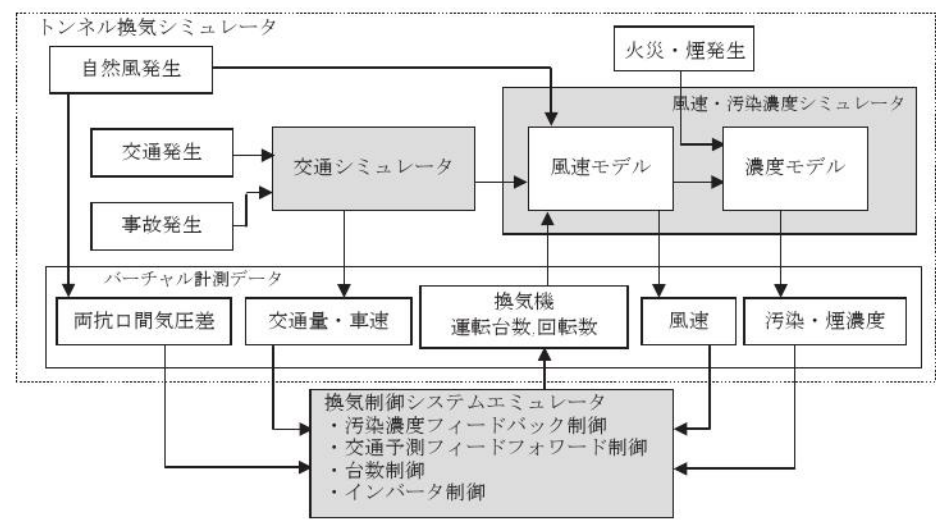 トンネル換気シミュレータ
自然風発生
火災・煙発生
風速・汚染濃度シミュレータ
交通発生
交通シミュレータ
風速モデル
濃度モデル
事故発生
バーチャル計測データ
両抗口間気圧差
交通量・車速
換気機
運転台数,回転数
風速
汚染・煙濃度
換気制御システムエミュレータ
・汚染濃度フィードバック制御
・交通予測フィードフォワード制御
・台数制御
・インバータ制御